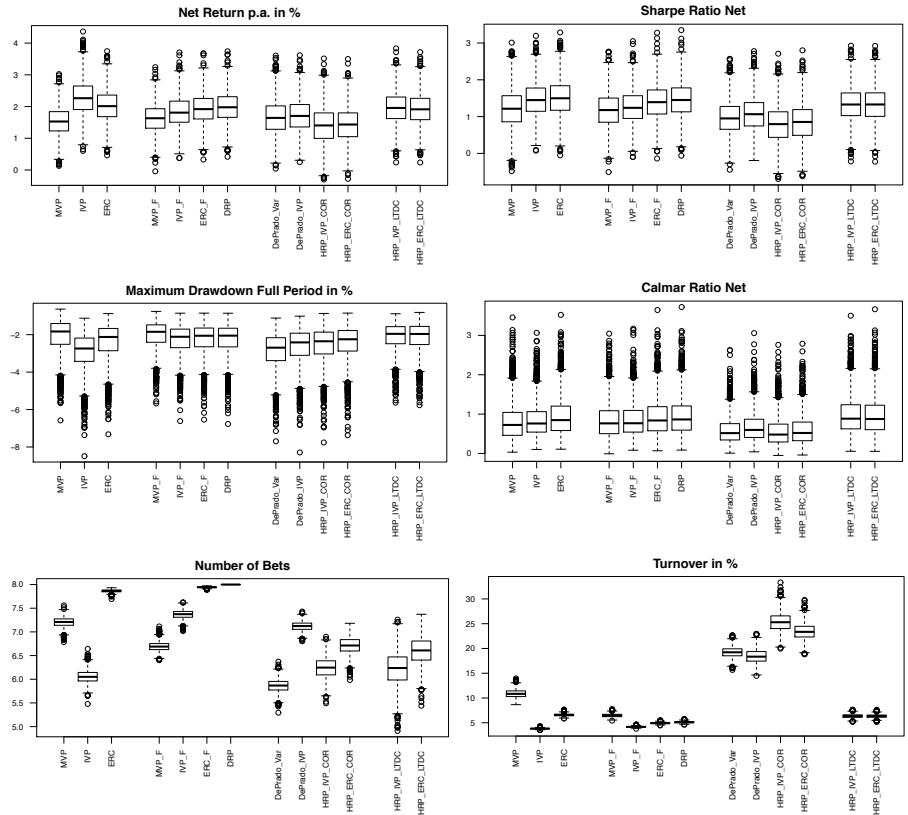 Net Return p.a. in %
4
3
2
1
0
MVP
IVP
ERC
MVP_F
IVP_F
ERC_F
DRP
DePrado_Var
DePrado_IVP
HRP_IVP_COR
HRP_ERC_COR
HRP_IVP_LTDC
HRP_ERC_LTDC
Sharpe Ratio Net
3
2
1
0
MVP
IVP
ERC
MVP_F
IVP_F
ERC_F
DRP
DePrado_Var
DePrado_IVP
HRP_IVP_COR
HRP_ERC_COR
HRP_IVP_LTDC
HRP_ERC_LTDC
Maximum Drawdown Full Period in %
−2
−4
−6
−8
MVP
IVP
ERC
MVP_F
IVP_F
ERC_F
DRP
DePrado_Var
DePrado_IVP
HRP_IVP_COR
HRP_ERC_COR
HRP_IVP_LTDC
HRP_ERC_LTDC
Calmar Ratio Net
3
2
1
0
MVP
IVP
ERC
MVP_F
IVP_F
ERC_F
DRP
DePrado_Var
DePrado_IVP
HRP_IVP_COR
HRP_ERC_COR
HRP_IVP_LTDC
HRP_ERC_LTDC
Number of Bets
8.0
7.5
7.0
6.5
6.0
5.5
5.0
MVP
IVP
ERC
MVP_F
IVP_F
ERC_F
DRP
DePrado_Var
DePrado_IVP
HRP_IVP_COR
HRP_ERC_COR
HRP_IVP_LTDC
HRP_ERC_LTDC
Turnover in %
30
25
20
15
10
5
MVP
IVP
ERC
MVP_F
IVP_F
ERC_F
DRP
DePrado_Var
DePrado_IVP
HRP_IVP_COR
HRP_ERC_COR
HRP_IVP_LTDC
HRP_ERC_LTDC